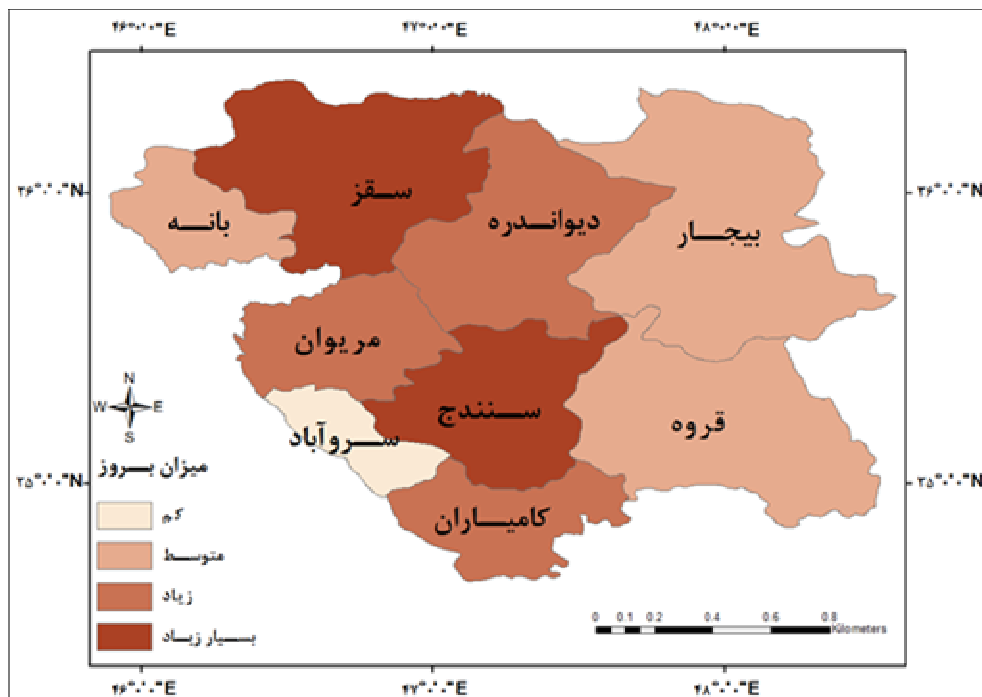 ۴۶°۰'۰"E ۴۷°۰'۰"E ۴۸°۰'۰"E
۳۶°۰'۰"N ۳۶°۰'۰"N
سقز
بانه
دیواندره
بیجار
مریوان
سنندج
قروه
سروآباد
کامیاران
N
W E
S
۳۵°۰'۰"N ۳۵°۰'۰"N
میزان بروز
کم
متوسط
زیاد
بسیار زیاد
0 0.1 0.2 0.4 0.6 0.8
Kilometers
۴۶°۰'۰"E ۴۷°۰'۰"E ۴۸°۰'۰"E